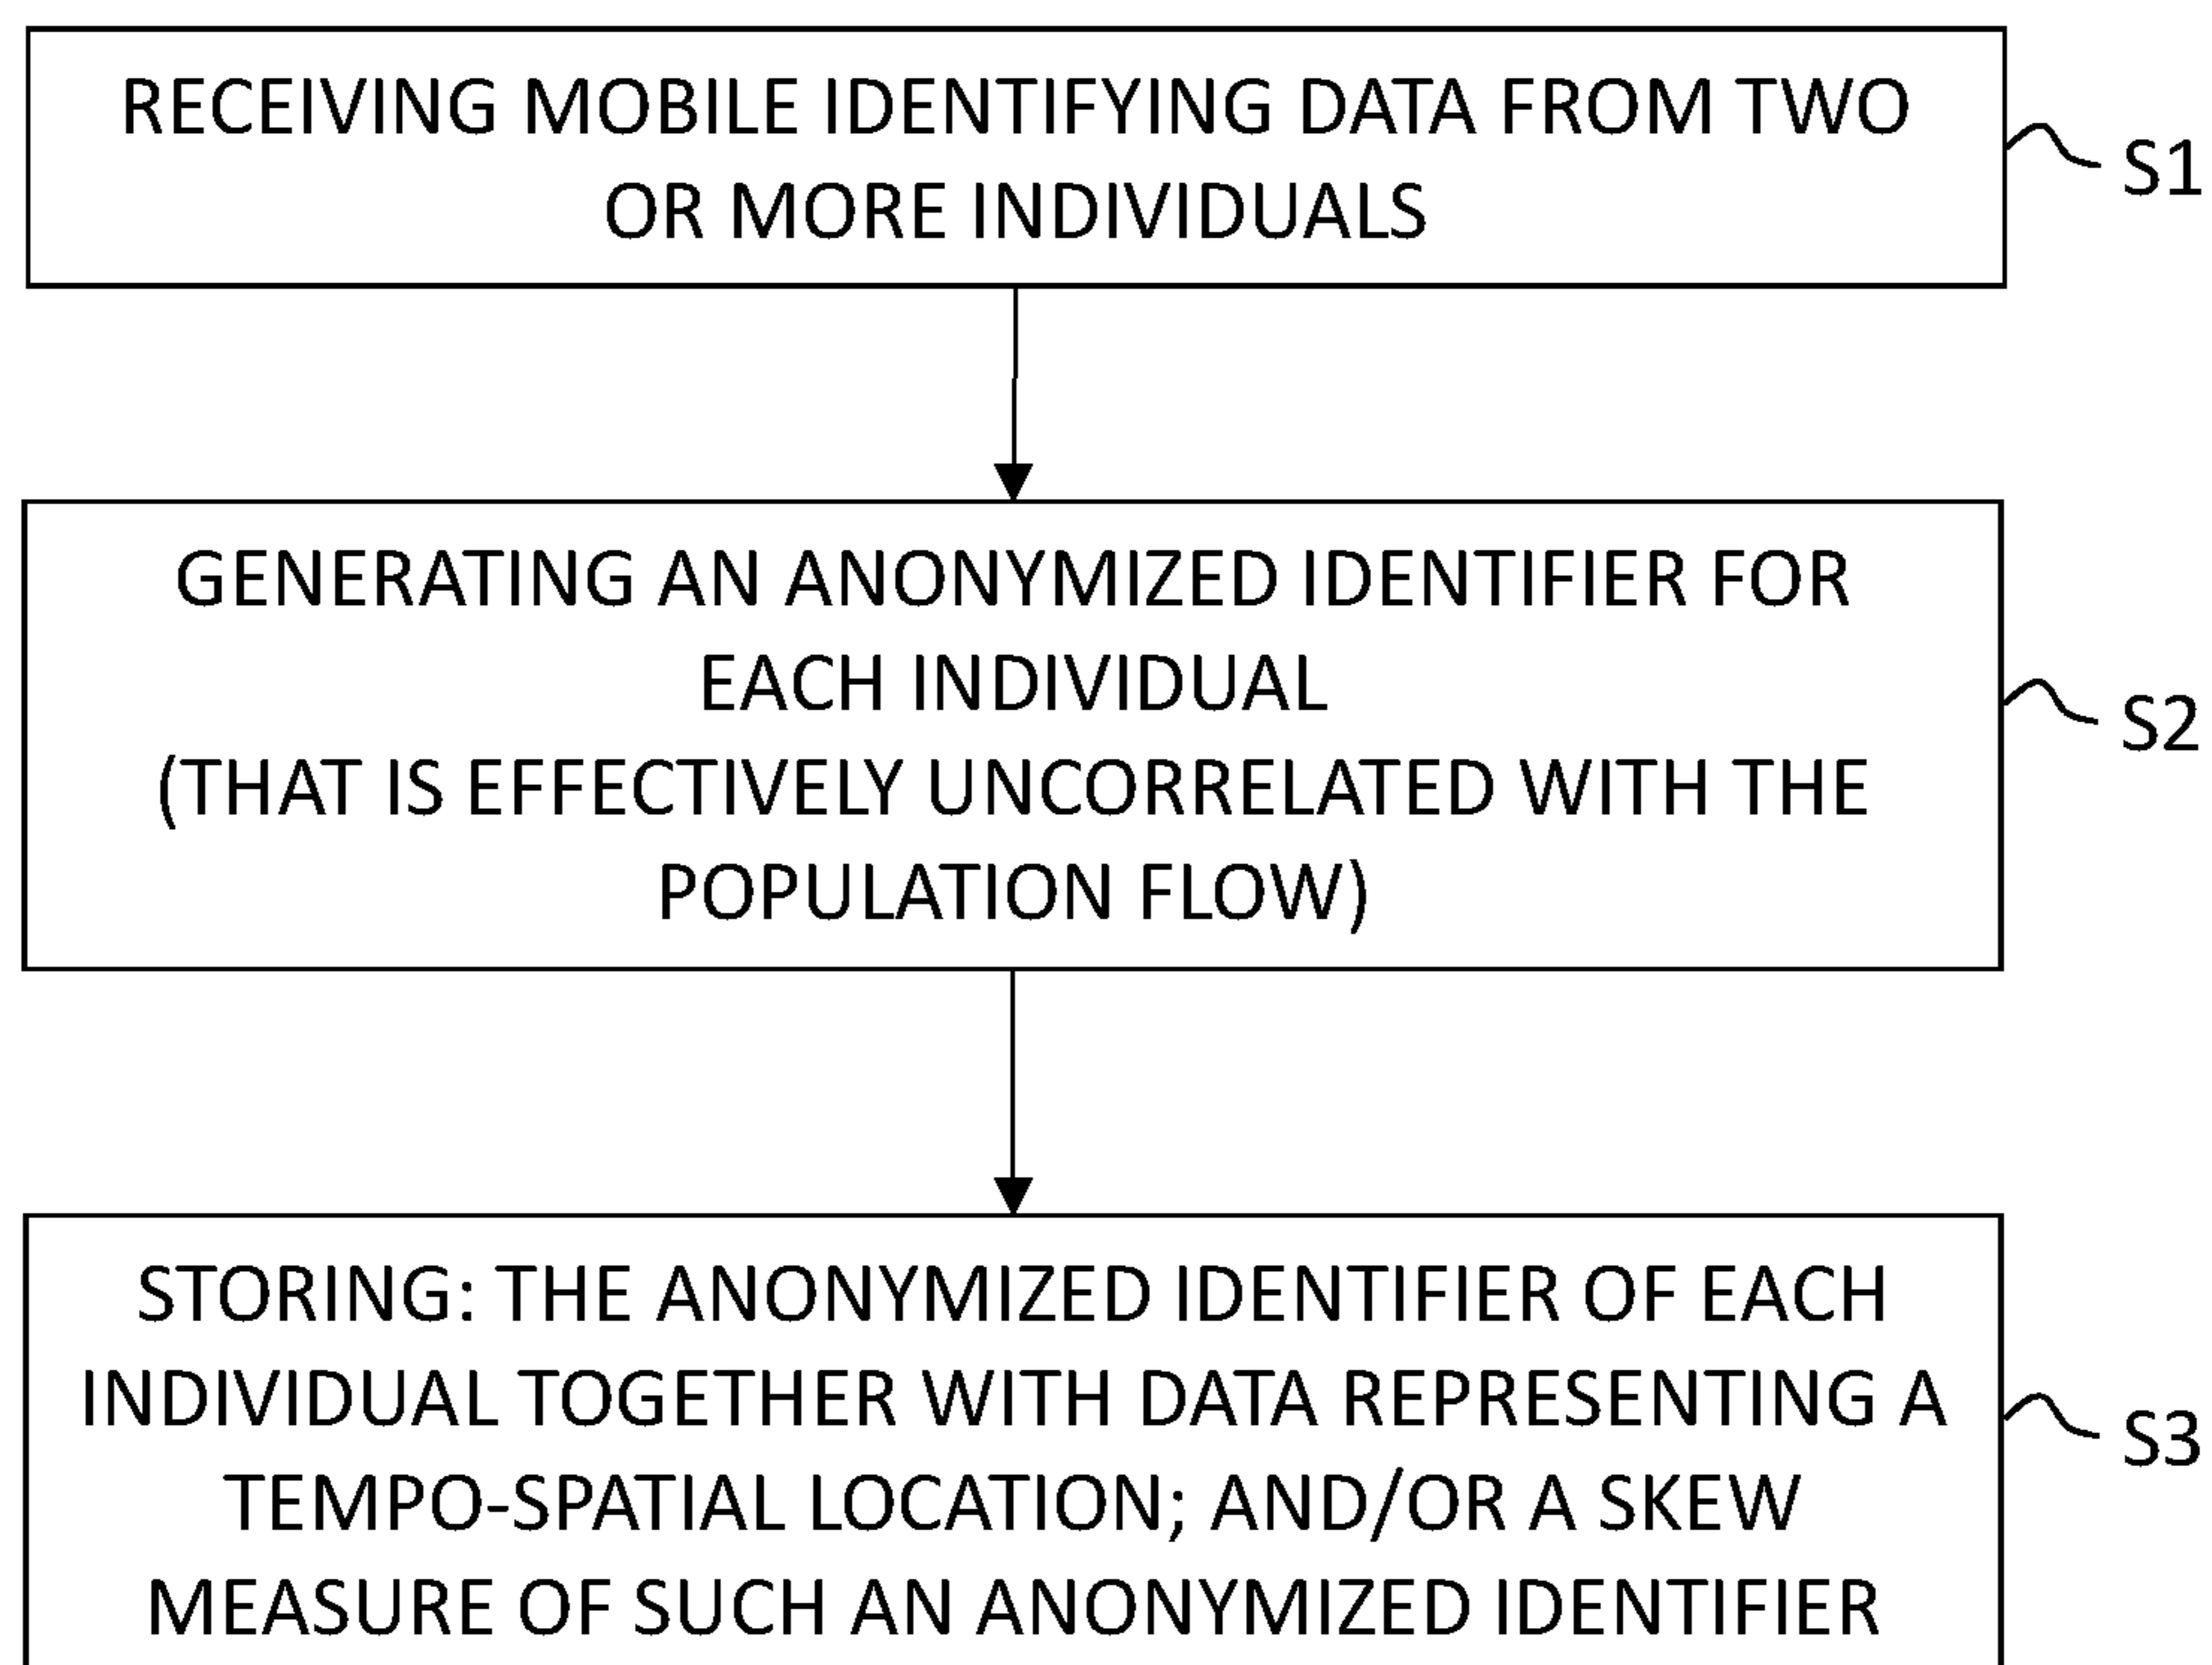 RECEIVING MOBILE IDENTIFYING DATA FROM TWO
OR MORE INDIVIDUALS
S1
GENERATING AN ANONYMIZED IDENTIFIER FOR
EACH INDIVIDUAL
(THAT IS EFFECTIVELY UNCORRELATED WITH THE
POPULATION FLOW)
S2
STORING: THE ANONYMIZED IDENTIFIER OF EACH
INDIVIDUAL TOGETHER WITH DATA REPRESENTING A
TEMPO-SPATIAL LOCATION; AND/OR A SKEW
MEASURE OF SUCH AN ANONYMIZED IDENTIFIER
S3